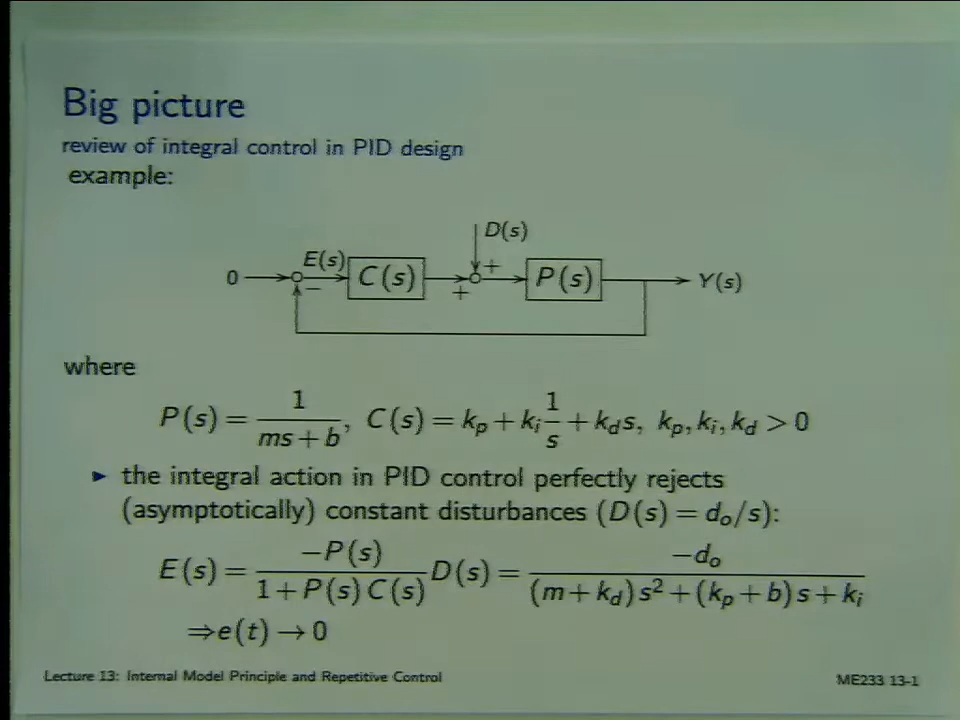 Big picture
review of integral control in PID design
example:
D(s)
0 E(s) C(s) + P(s) Y(s)
− +
where
P(s) = 1/(ms + b), C(s) = k_p + k_i 1/s + k_d s, k_p, k_i, k_d > 0
► the integral action in PID control perfectly rejects
(asymptotically) constant disturbances (D(s) = d_o/s):
E(s) = −P(s)/(1 + P(s)C(s)) D(s) = −d_o/((m + k_d)s² + (k_p + b)s + k_i)
⇒e(t) → 0
Lecture 13: Internal Model Principle and Repetitive Control
ME233 13-1